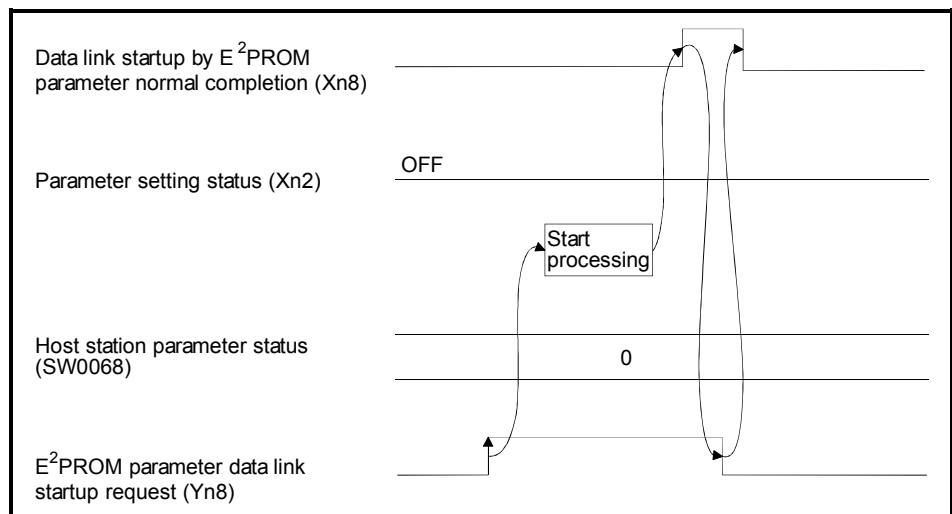 Data link startup by E²PROM
parameter normal completion (Xn8)
OFF
Parameter setting status (Xn2)
Start
processing
Host station parameter status
(SW0068)
0
E²PROM parameter data link
startup request (Yn8)